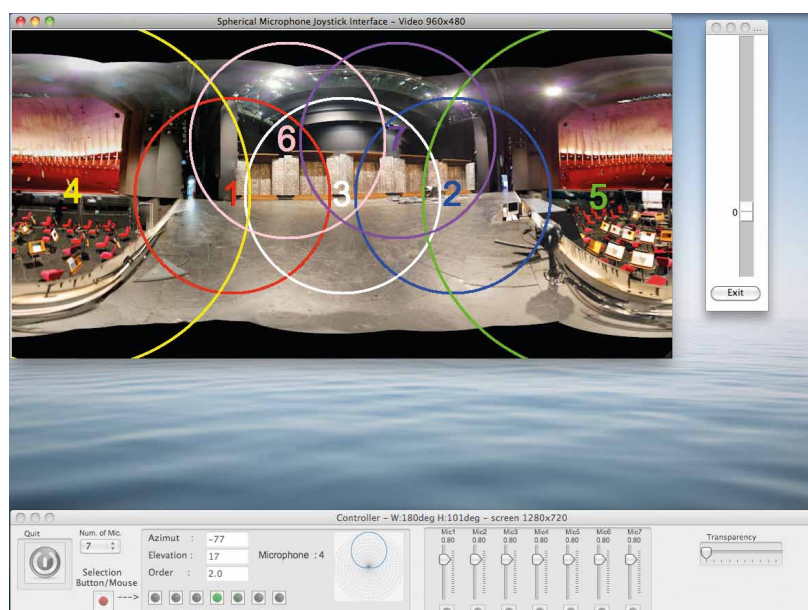 Spherical Microphone Joystick Interface - Video 960x480
...
6
7
4
1
3
2
5
0
Exit
Controller - W:180deg H:101deg - screen 1280x720
Quit
Num. of Mic.
7
Selection
Button/Mouse
--->
Azimut :
-77
Elevation :
17
Order :
2.0
Microphone :4
Mic1 Mic2 Mic3 Mic4 Mic5 Mic6 Mic7
0.80 0.80 0.80 0.80 0.80 0.80 0.80
Transparency